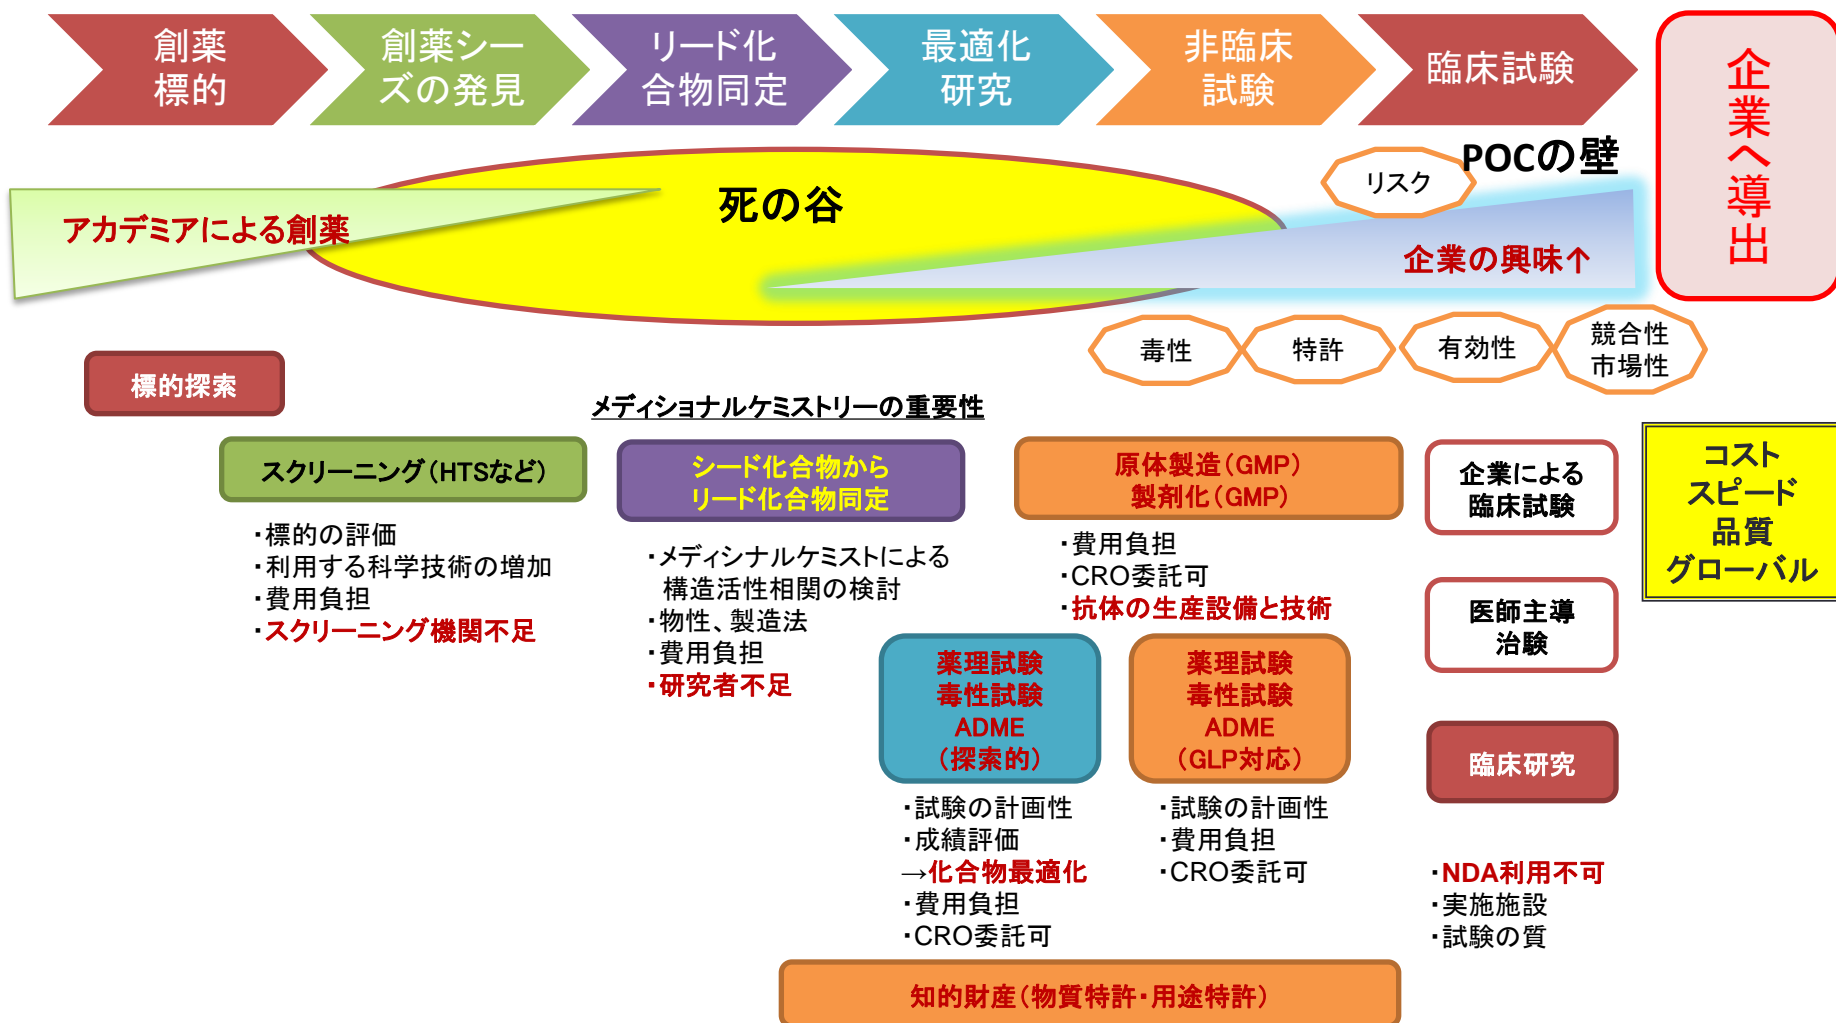 創薬
標的
創薬シー
ズの発見
リード化
合物同定
最適化
研究
非臨床
試験
臨床試験
企業へ導出
POCの壁
リスク
死の谷
アカデミアによる創薬
企業の興味↑
毒性
特許
有効性
競合性
市場性
標的探索
メディショナルケミストリーの重要性
スクリーニング(HTSなど)
・標的の評価
・利用する科学技術の増加
・費用負担
・スクリーニング機関不足
シード化合物から
リード化合物同定
・メディシナルケミストによる
構造活性相関の検討
・物性、製造法
・費用負担
・研究者不足
原体製造(GMP)
製剤化(GMP)
・費用負担
・CRO委託可
・抗体の生産設備と技術
企業による
臨床試験
コスト
スピード
品質
グローバル
医師主導
治験
薬理試験
毒性試験
ADME
(探索的)
・試験の計画性
・成績評価
→化合物最適化
・費用負担
・CRO委託可
薬理試験
毒性試験
ADME
(GLP対応)
・試験の計画性
・費用負担
・CRO委託可
臨床研究
・NDA利用不可
・実施施設
・試験の質
知的財産(物質特許・用途特許)